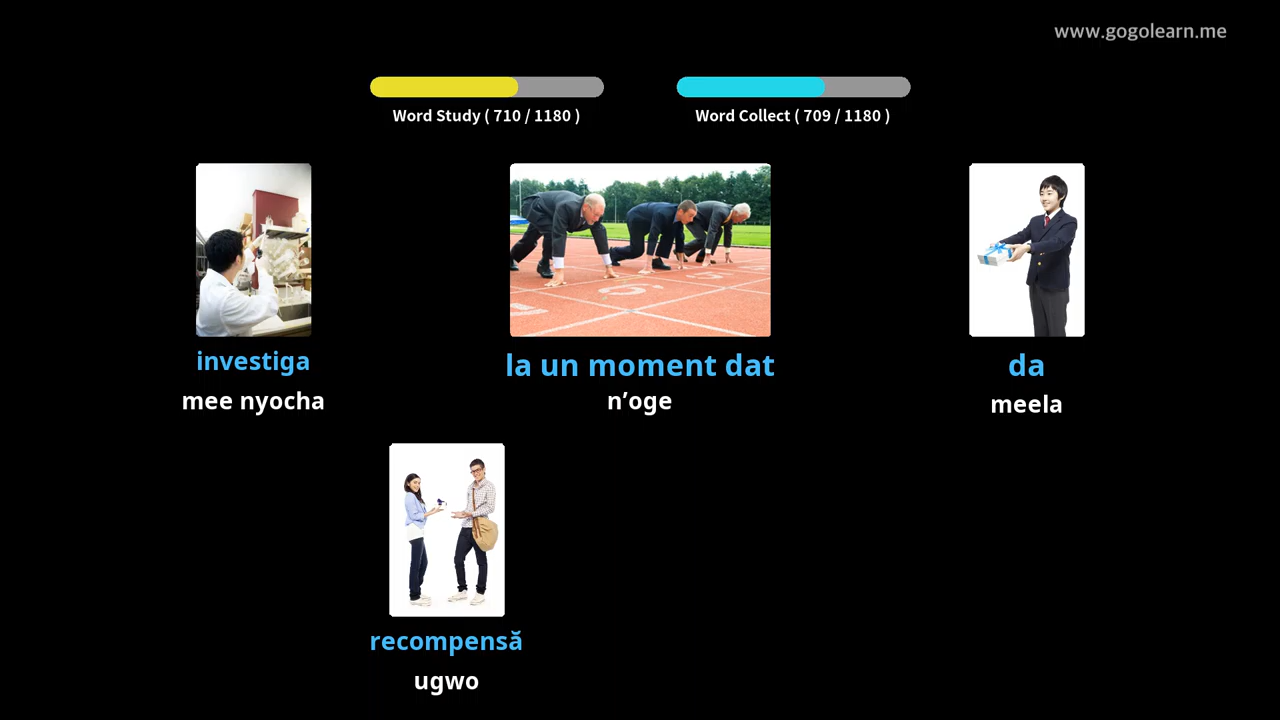 www.gogolearn.me
Word Study ( 710 / 1180 )
Word Collect ( 709 / 1180 )
investiga
mee nyocha
la un moment dat
n’oge
da
meela
recompensă
ugwo